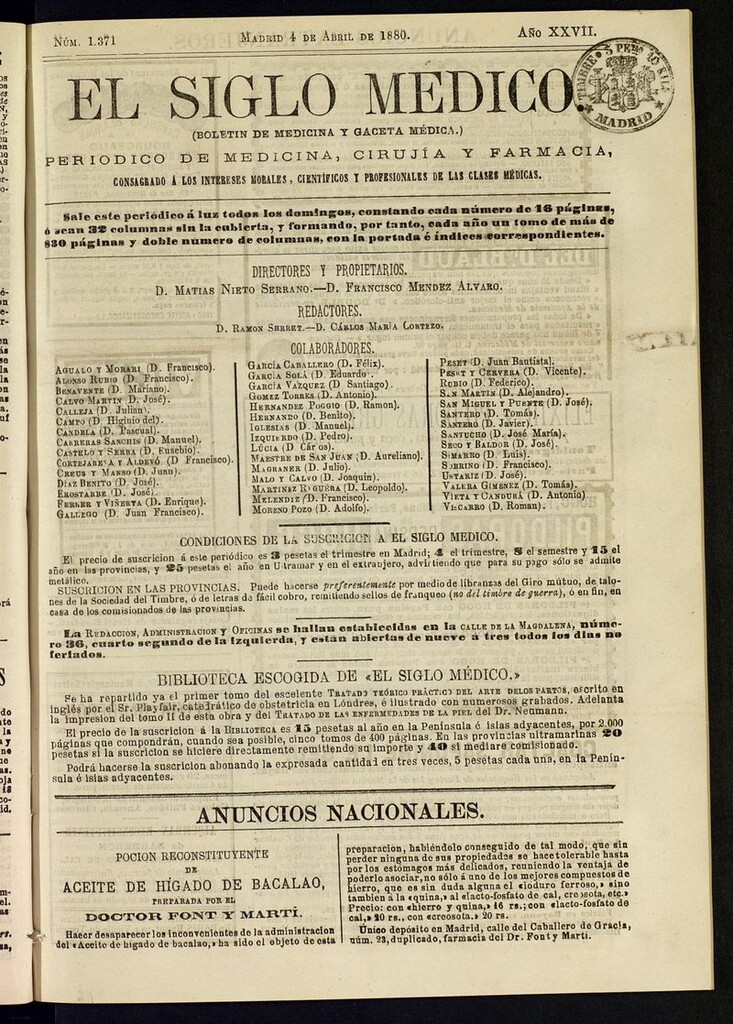 NÚM. 1.371
MADRID 4 DE ABRIL DE 1880.
AÑO XXVII.
TIMBRE 3 PES 10 KILS
MADRID
EL SIGLO MEDICO.
(BOLETIN DE MEDICINA Y GACETA MÉDICA.)
PERIODICO DE MEDICINA, CIRUJÍA Y FARMACIA,
CONSAGRADO Á LOS INTERESES MORALES, CIENTÍFICOS Y PROFESIONALES DE LAS CLASES MÉDICAS.
Sale este periódico á luz todos los domingos, constando cada número de 16 páginas,
ó sean 32 columnas sin la cubierta, y formando, por tanto, cada año un tomo de más de
830 páginas y doble número de columnas, con la portada é índices correspondientes.
DIRECTORES Y PROPIETARIOS.
D. MATIAS NIETO SERRANO.—D. FRANCISCO MENDEZ ALVARO.
REDACTORES.
D. RAMON SERRET.—D. CÁRLOS MARÍA CORTEZO.
COLABORADORES.
AGUALO Y MORARI (D. Francisco).
ALONSO RUBIO (D. Francisco).
BENAVENTE (D. Mariano).
CALVO MARTIN D. José).
CALLEJA (D. Julian).
CAMPO (D. Higinio del).
CANDELA (D. Pascual).
CARRERAS SANCHIS (D. Manuel).
CASTELO Y SERRA (D. Eusebio).
CORTEJARENA Y ALDEVÓ (D Francisco).
CREUS Y MANSO (D. Juan).
DIAZ BENITO (D. José).
EROSTARBE (D. José).
FERRER Y VIÑERTA (D. Enrique).
GALLEGO (D. Juan Francisco).
GARCÍA CABALLERO (D. Félix).
GARCIA SOLÁ (D. Eduardo.
GARCÍA VAZQUEZ (D. Santiago).
GOMEZ TORRES (D. Antonio).
HERNANDEZ POGGIO (D. Ramon).
HERNANDO (D. Benito).
IGLESIAS (D. Manuel).
IZQUIERDO (D. Pedro).
LÚCIA (D. Cárlos).
MAESTRE DE SAN JUAN (D. Aureliano).
MAGRANER (D. Julio).
MALO Y CALVO (D. Joaquin).
MARTINEZ REGUERA (D. Leopoldo).
MELENDEZ (D. Francisco).
MORENO POZO (D. Adolfo).
PESET (D. Juan Bautista).
PESET Y CERVERA (D. Vicente).
RUBIO (D. Federico).
SAN MARTIN (D. Alejandro).
SAN MIGUEL Y PUENTE (D. José).
SANTERO (D. Tomás).
SANTERO (D. Javier).
SANTUCHO (D. José María).
SECO Y BALDOR (D. José).
SIMARRO (D. Luis).
SOBRINO (D. Francisco).
USTARIZ (D. José).
VALERA GIMENEZ (D. Tomás).
VIETA Y CANDURÁ (D. Antonio)
VIZCARRO (D. Roman).
CONDICIONES DE LA SUSCRICION A EL SIGLO MEDICO.
El precio de suscricion á este periódico es 3 pesetas el trimestre en Madrid; 4 el trimestre, 8 el semestre y 15 el
año en las provincias, y 25 pesetas el año en Ultramar y en el extranjero, advirtiendo que para su pago sólo se admite
metálico.
SUSCRICION EN LAS PROVINCIAS. Puede hacerse preferentemente por medio de libranzas del Giro mútuo, de talo-
nes de la Sociedad del Timbre, ó de letras de fácil cobro, remitiendo sellos de franqueo (no del timbre de guerra), ó en fin, en
casa de los comisionados de las provincias.
LA REDACCION, ADMINISTRACION Y OFICINAS se hallan establecidas en la CALLE DE LA MAGDALENA, núme-
ro 36, cuarto segundo de la izquierda, y están abiertas de nueve á tres todos los dias no
feriados.
BIBLIOTECA ESCOGIDA DE «EL SIGLO MÉDICO.»
Se ha repartido ya el primer tomo del escelente TRATADO TEÓRICO PRÁCTICO DEL ARTE DE LOS PARTOS, escrito en
inglés por el Sr. Playfair, catedrático de obstetricia en Lóndres, é ilustrado con numerosos grabados. Adelanta
la impresion del tomo II de esta obra y del TRATADO DE LAS ENFERMEDADES DE LA PIEL del Dr. Neumann.
El precio de la suscricion á la BIBLIOTECA es 15 pesetas al año en la Península é islas adyacentes, por 2.000
páginas que compondrán, cuando sea posible, cinco tomos de 400 páginas. En las provincias ultramarinas 20
pesetas si la suscricion se hiciere directamente remitiendo su importe y 40 si mediare comisionado.
Podrá hacerse la suscricion abonando la expresada cantidad en tres veces, 5 pesetas cada una, en la Penín-
sula é islas adyacentes.
ANUNCIOS NACIONALES.
POCION RECONSTITUYENTE
DE
ACEITE DE HÍGADO DE BACALAO,
PREPARADA POR EL
DOCTOR FONT Y MARTÍ.
Hacer desaparecer los inconvenientes de la administracion
del «Aceite de hígado de bacalao,» ha sido el objeto de esta
preparacion, habiéndolo conseguido de tal modo, que sin
perder ninguna de sus propiedades se hace tolerable hasta
por los estómagos más delicados, reuniendo la ventaja de
poderlo asociar, no sólo á uno de los mejores compuestos de
hierro, que es sin duda alguna el «ioduro ferroso,» sino
tambien á la «quina,» al «lacto-fosfato de cal, creosota, etc.»
Precio: con «hierro y quina,» 16 rs.; con «lacto-fosfato de
cal,» 20 rs., con «creosota,» 20 rs.
Único depósito en Madrid, calle del Caballero de Gracia,
núm. 23, duplicado, farmacia del Dr. Font y Martí.